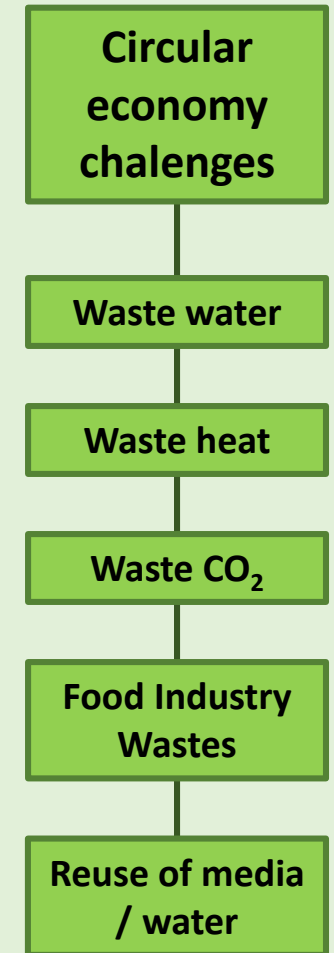 Circular
economy
chalenges
Waste water
Waste heat
Waste CO₂
Food Industry
Wastes
Reuse of media
/ water